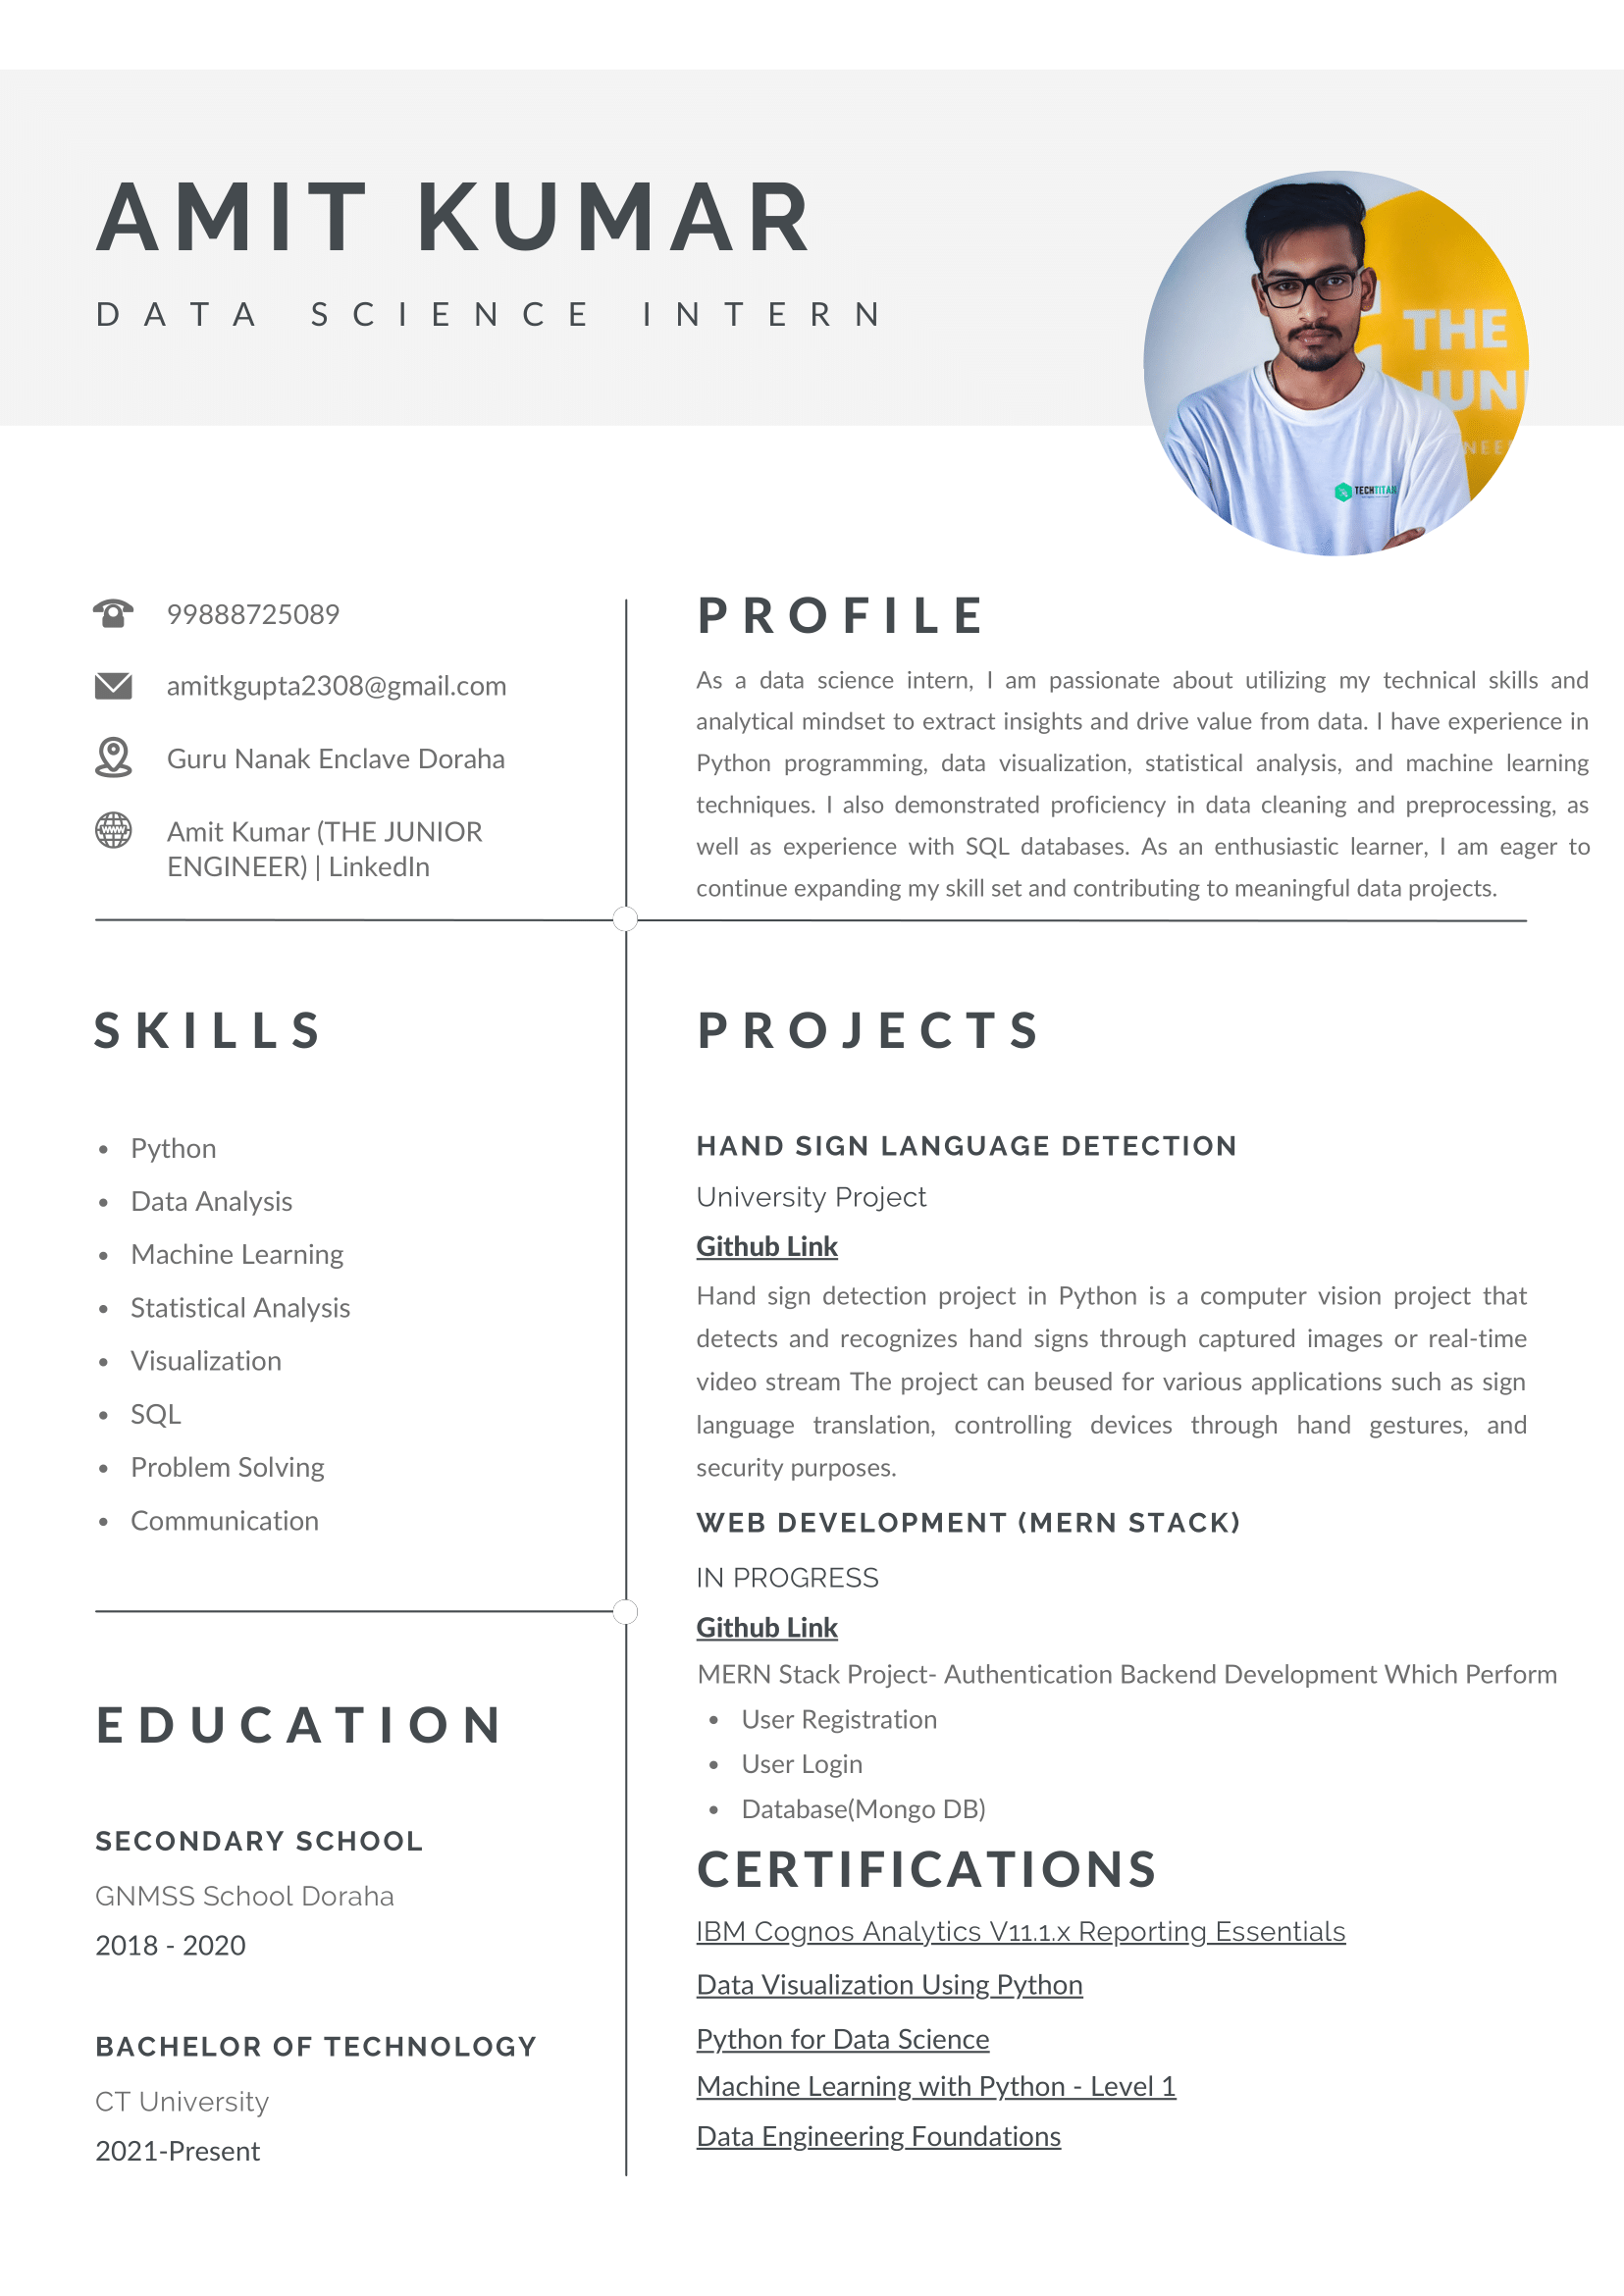 AMIT KUMAR
DATA SCIENCE INTERN
THE
JUNI
NEE
TECHTITAN
99888725089
amitkgupta2308@gmail.com
Guru Nanak Enclave Doraha
WWW
Amit Kumar (THE JUNIOR
ENGINEER) | LinkedIn
PROFILE
As a data science intern, I am passionate about utilizing my technical skills and
analytical mindset to extract insights and drive value from data. I have experience in
Python programming, data visualization, statistical analysis, and machine learning
techniques. I also demonstrated proficiency in data cleaning and preprocessing, as
well as experience with SQL databases. As an enthusiastic learner, I am eager to
continue expanding my skill set and contributing to meaningful data projects.
SKILLS
• Python
• Data Analysis
• Machine Learning
• Statistical Analysis
• Visualization
• SQL
• Problem Solving
• Communication
EDUCATION
SECONDARY SCHOOL
GNMSS School Doraha
2018 - 2020
BACHELOR OF TECHNOLOGY
CT University
2021-Present
PROJECTS
HAND SIGN LANGUAGE DETECTION
University Project
Github Link
Hand sign detection project in Python is a computer vision project that
detects and recognizes hand signs through captured images or real-time
video stream The project can beused for various applications such as sign
language translation, controlling devices through hand gestures, and
security purposes.
WEB DEVELOPMENT (MERN STACK)
IN PROGRESS
Github Link
MERN Stack Project- Authentication Backend Development Which Perform
• User Registration
• User Login
• Database(Mongo DB)
CERTIFICATIONS
IBM Cognos Analytics V11.1.x Reporting Essentials
Data Visualization Using Python
Python for Data Science
Machine Learning with Python - Level 1
Data Engineering Foundations